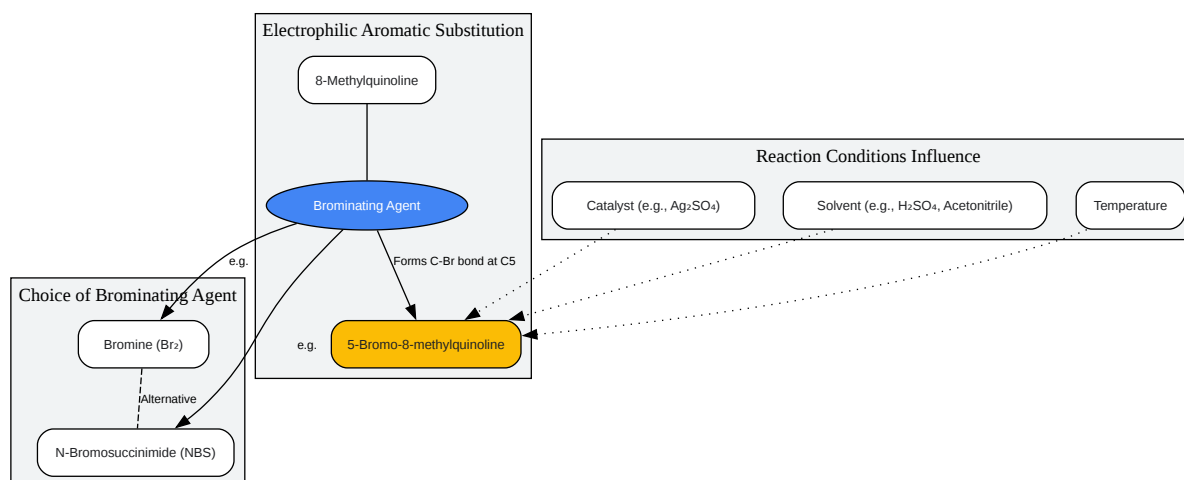 Electrophilic Aromatic Substitution
8-Methylquinoline
Brominating Agent
Forms C-Br bond at C5
e.g.
5-Bromo-8-methylquinoline
e.g.
Choice of Brominating Agent
Bromine (Br₂)
Alternative
N-Bromosuccinimide (NBS)
Reaction Conditions Influence
Catalyst (e.g., Ag₂SO₄)
Solvent (e.g., H₂SO₄, Acetonitrile)
Temperature